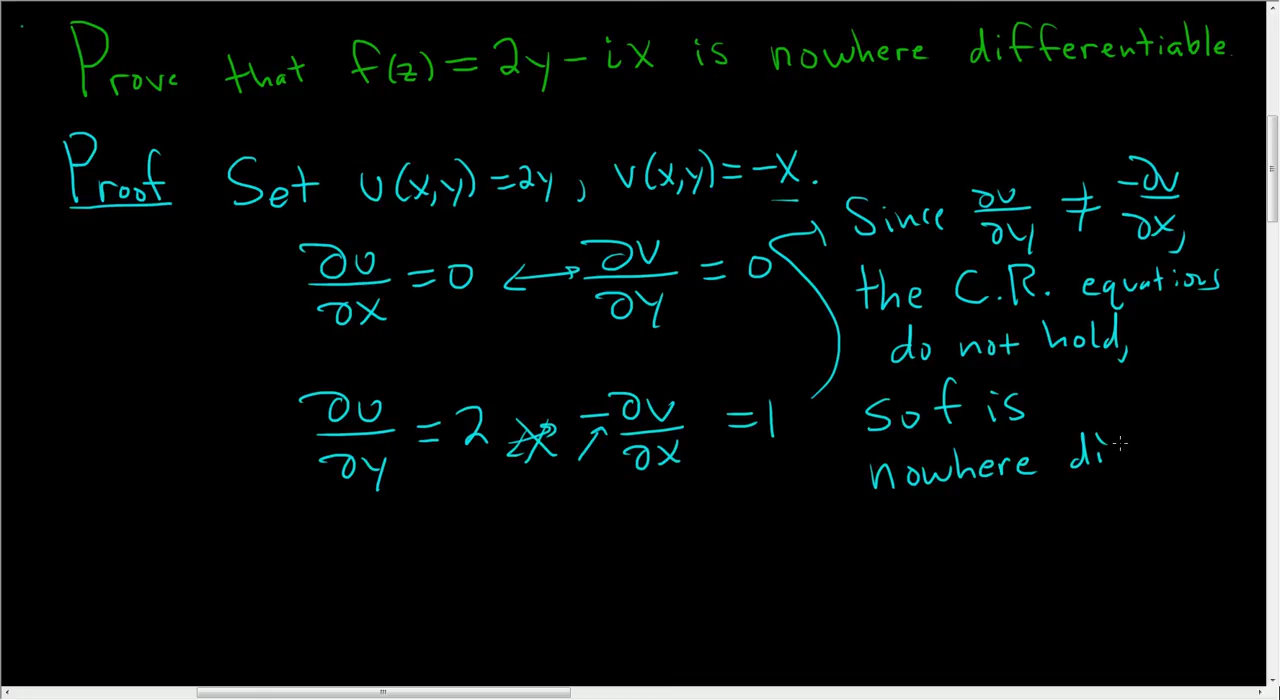 Prove that f(z) = 2y - ix is nowhere differentiable.
Proof Set u(x,y) = 2y, v(x,y) = -x.
∂u/∂x = 0 ↔ ∂v/∂y = 0
∂u/∂y = 2 -∂v/∂x = 1
Since ∂u/∂y ≠ -∂v/∂x,
the C.R. equations
do not hold,
so f is
nowhere di